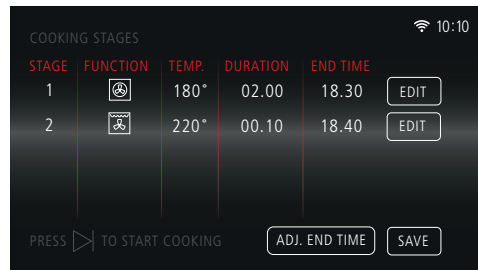 10:10
COOKING STAGES
STAGE FUNCTION TEMP. DURATION END TIME
1 180° 02.00 18.30 EDIT
2 220° 00.10 18.40 EDIT
PRESS TO START COOKING ADJ. END TIME SAVE